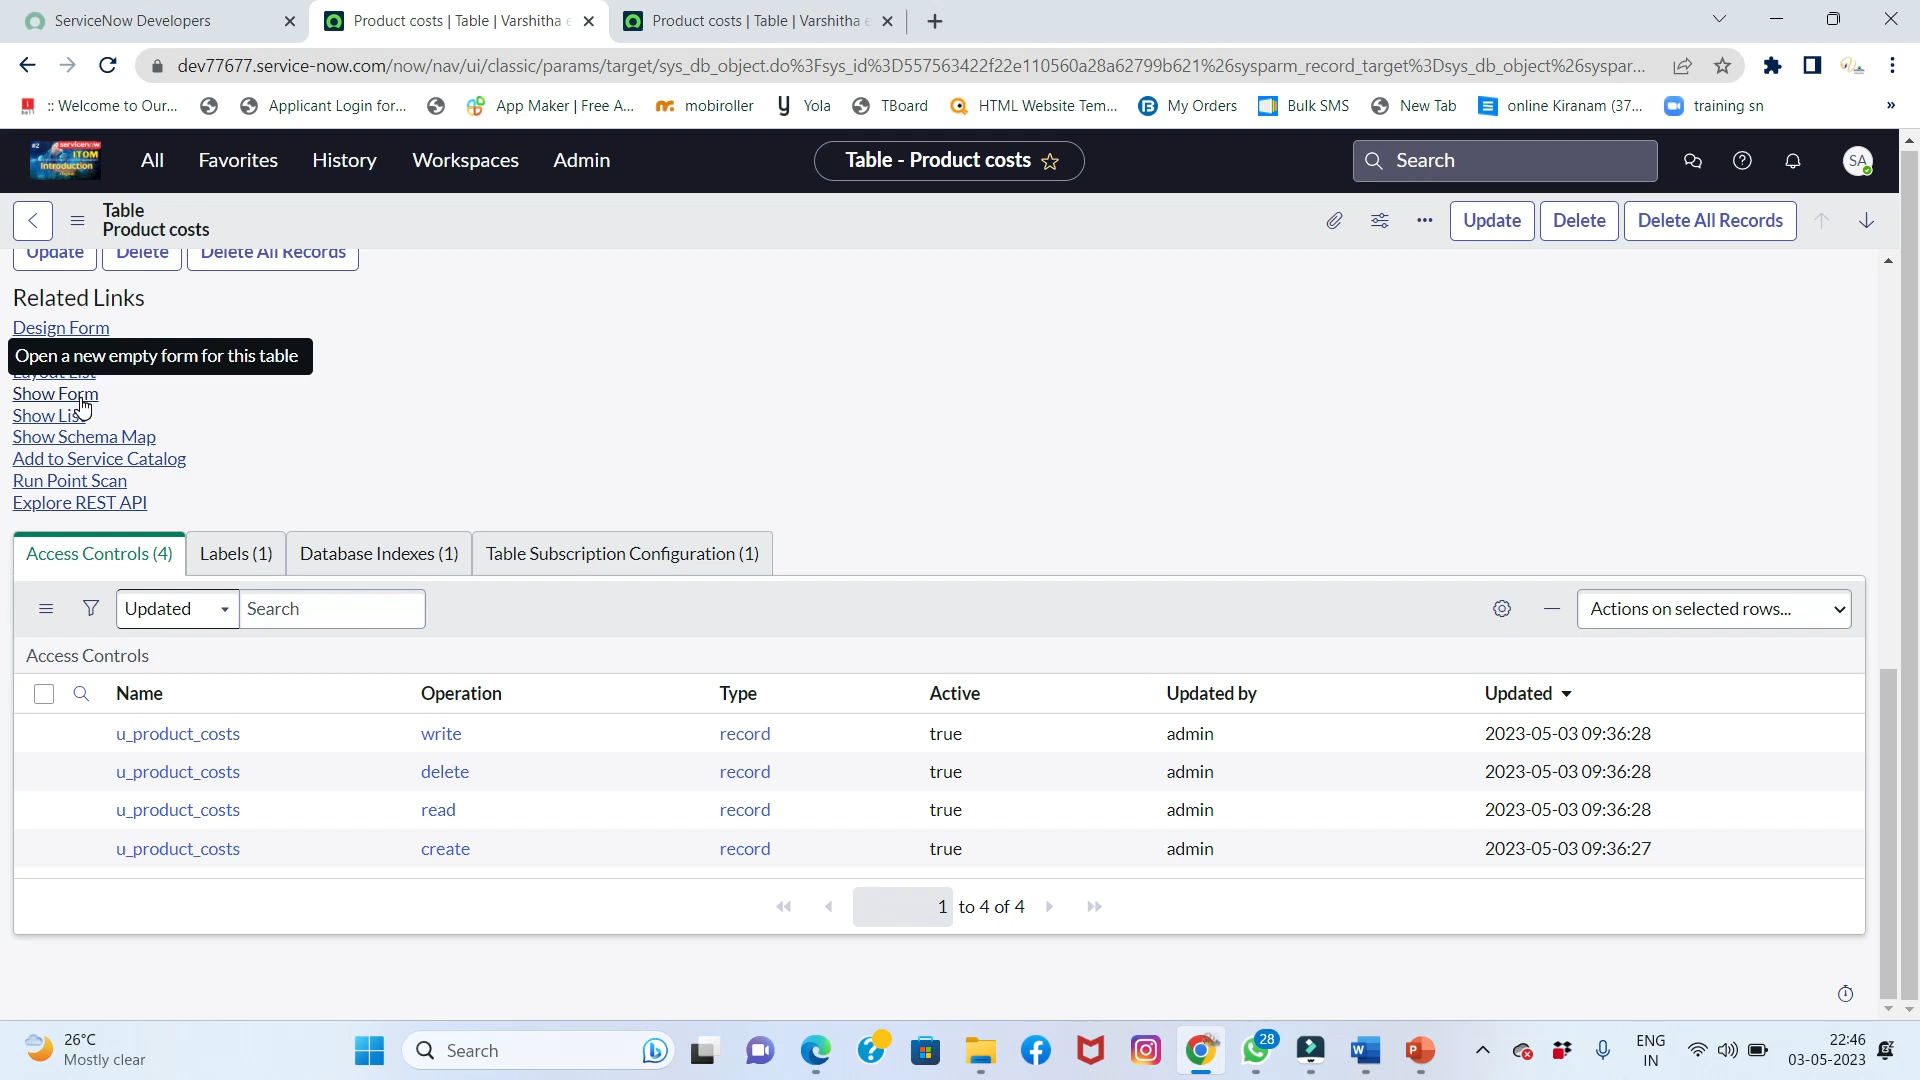 ServiceNow Developers
Product costs | Table | Varshitha e
Product costs | Table | Varshitha e
dev77677.service-now.com/now/nav/ui/classic/params/target/sys_db_object.do%3Fsys_id%3D557563422f22e110560a28a62799b621%26sysparm_record_target%3Dsys_db_object%26syspar...
:: Welcome to Our... Applicant Login for... App Maker | Free A... mobiroller Yola TBoard HTML Website Tem... My Orders Bulk SMS New Tab online Kiranam (37... training sn »
#2 servicenow ITOM Introduction
All Favorites History Workspaces Admin Table - Product costs Search SA
Table
Product costs
Update Delete Delete All Records
Update Delete Delete All Records
Related Links
Design Form
Open a new empty form for this table
Layout List
Show Form
Show List
Show Schema Map
Add to Service Catalog
Run Point Scan
Explore REST API
Access Controls (4) Labels (1) Database Indexes (1) Table Subscription Configuration (1)
Updated Search Actions on selected rows...
Access Controls
Name Operation Type Active Updated by Updated
u_product_costs write record true admin 2023-05-03 09:36:28
u_product_costs delete record true admin 2023-05-03 09:36:28
u_product_costs read record true admin 2023-05-03 09:36:28
u_product_costs create record true admin 2023-05-03 09:36:27
1 to 4 of 4
26°C
Mostly clear
Search
28
ENG
IN
22:46
03-05-2023